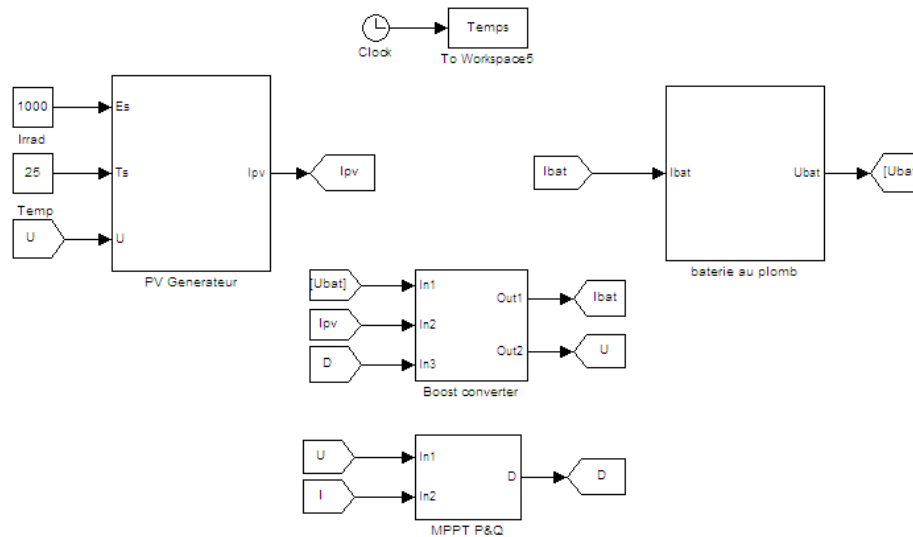 Temps
Clock
To Workspace5
1000
Irrad
25
Temp
U
Es
Ts
U
Ipv
PV Generateur
Ipv
Ibat
Ibat
Ubat
[Ubat
baterie au plomb
[Ubat]
Ipv
D
In1
In2
In3
Out1
Out2
Boost converter
Ibat
U
U
I
In1
In2
D
MPPT P&Q
D